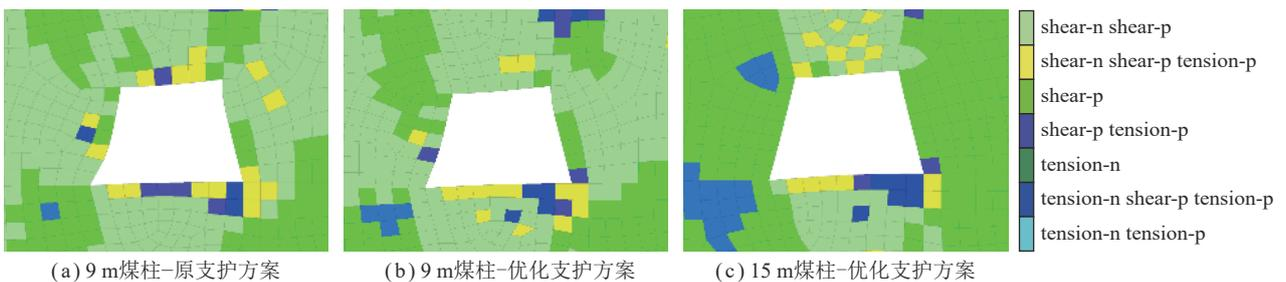 shear-n shear-p
shear-n shear-p tension-p
shear-p
shear-p tension-p
tension-n
tension-n shear-p tension-p
tension-n tension-p
(a) 9 m煤柱−原支护方案
(b) 9 m煤柱−优化支护方案
(c) 15 m煤柱−优化支护方案